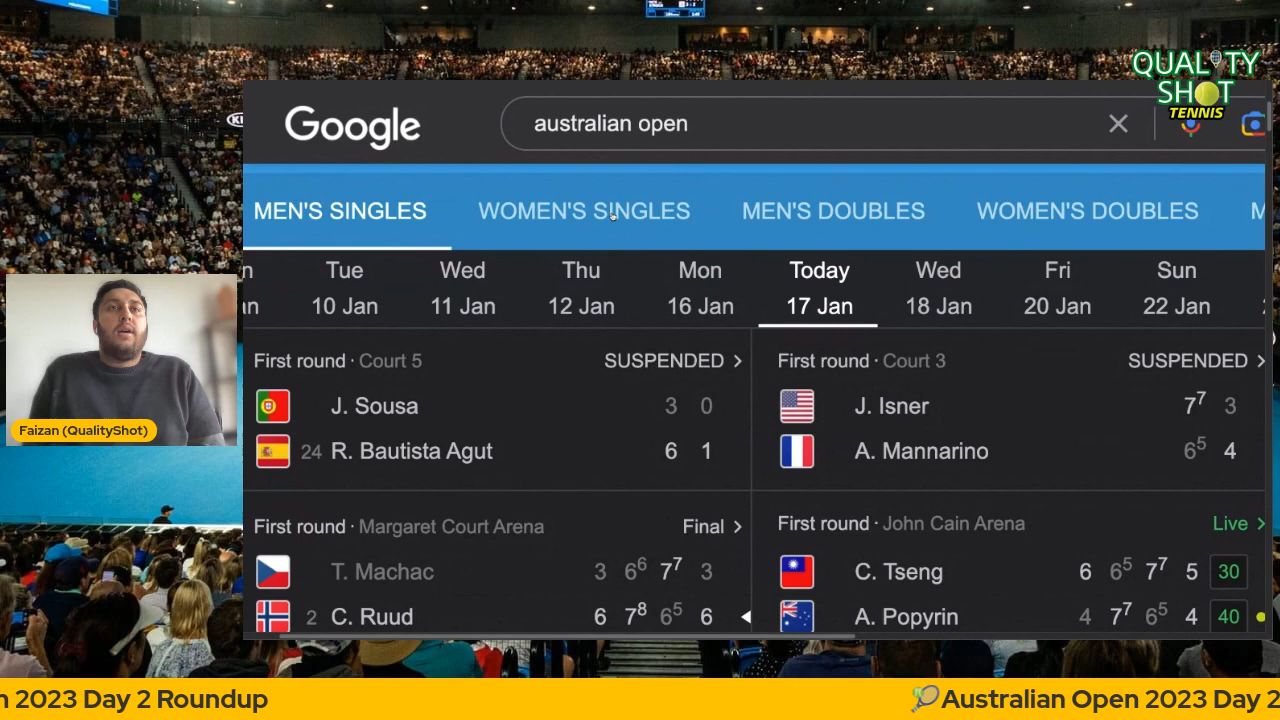 QUALITY
SHOT
TENNIS
KI
Google
australian open
MEN'S SINGLES WOMEN'S SINGLES MEN'S DOUBLES WOMEN'S DOUBLES M
n Tue Wed Thu Mon Today Wed Fri Sun
an 10 Jan 11 Jan 12 Jan 16 Jan 17 Jan 18 Jan 20 Jan 22 Jan
First round · Court 5 SUSPENDED
J. Sousa 3 0
24 R. Bautista Agut 6 1
First round · Court 3 SUSPENDED
J. Isner 7⁷ 3
A. Mannarino 6⁵ 4
First round · Margaret Court Arena Final
T. Machac 3 6⁶ 7⁷ 3
2 C. Ruud 6 7⁸ 6⁵ 6
First round · John Cain Arena Live
C. Tseng 6 6⁵ 7⁷ 5 30
A. Popyrin 4 7⁷ 6⁵ 4 40
Faizan (QualityShot)
n 2023 Day 2 Roundup
Australian Open 2023 Day 2